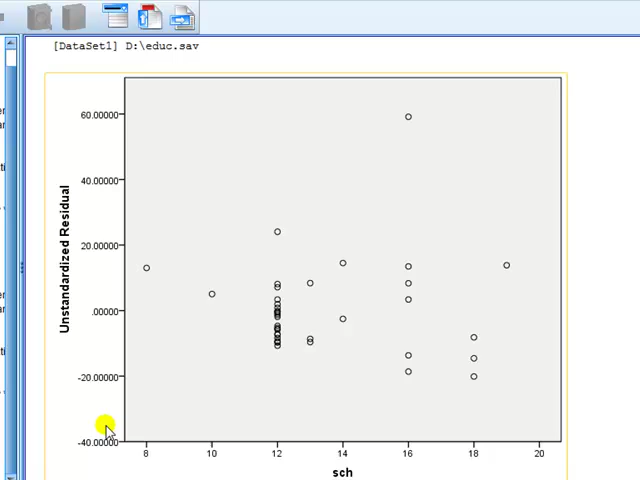 [DataSet1] D:\educ.sav
60.00000
40.00000
20.00000
.00000
-20.00000
-40.00000
Unstandardized Residual
8 10 12 14 16 18 20
sch